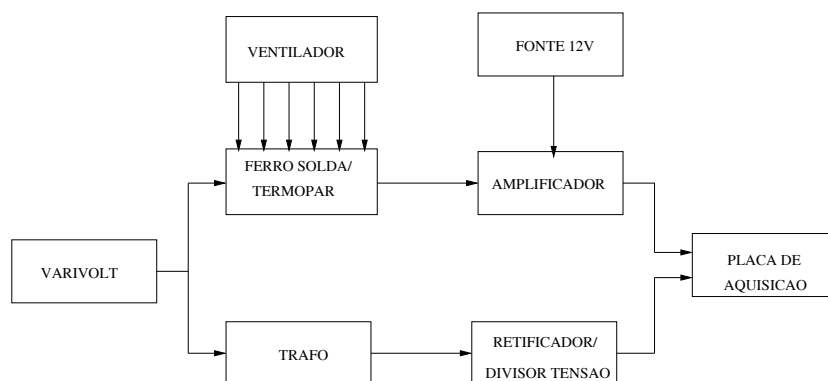 VENTILADOR
FONTE 12V
FERRO SOLDA/
TERMOPAR
AMPLIFICADOR
VARIVOLT
PLACA DE
AQUISICAO
TRAFO
RETIFICADOR/
DIVISOR TENSAO